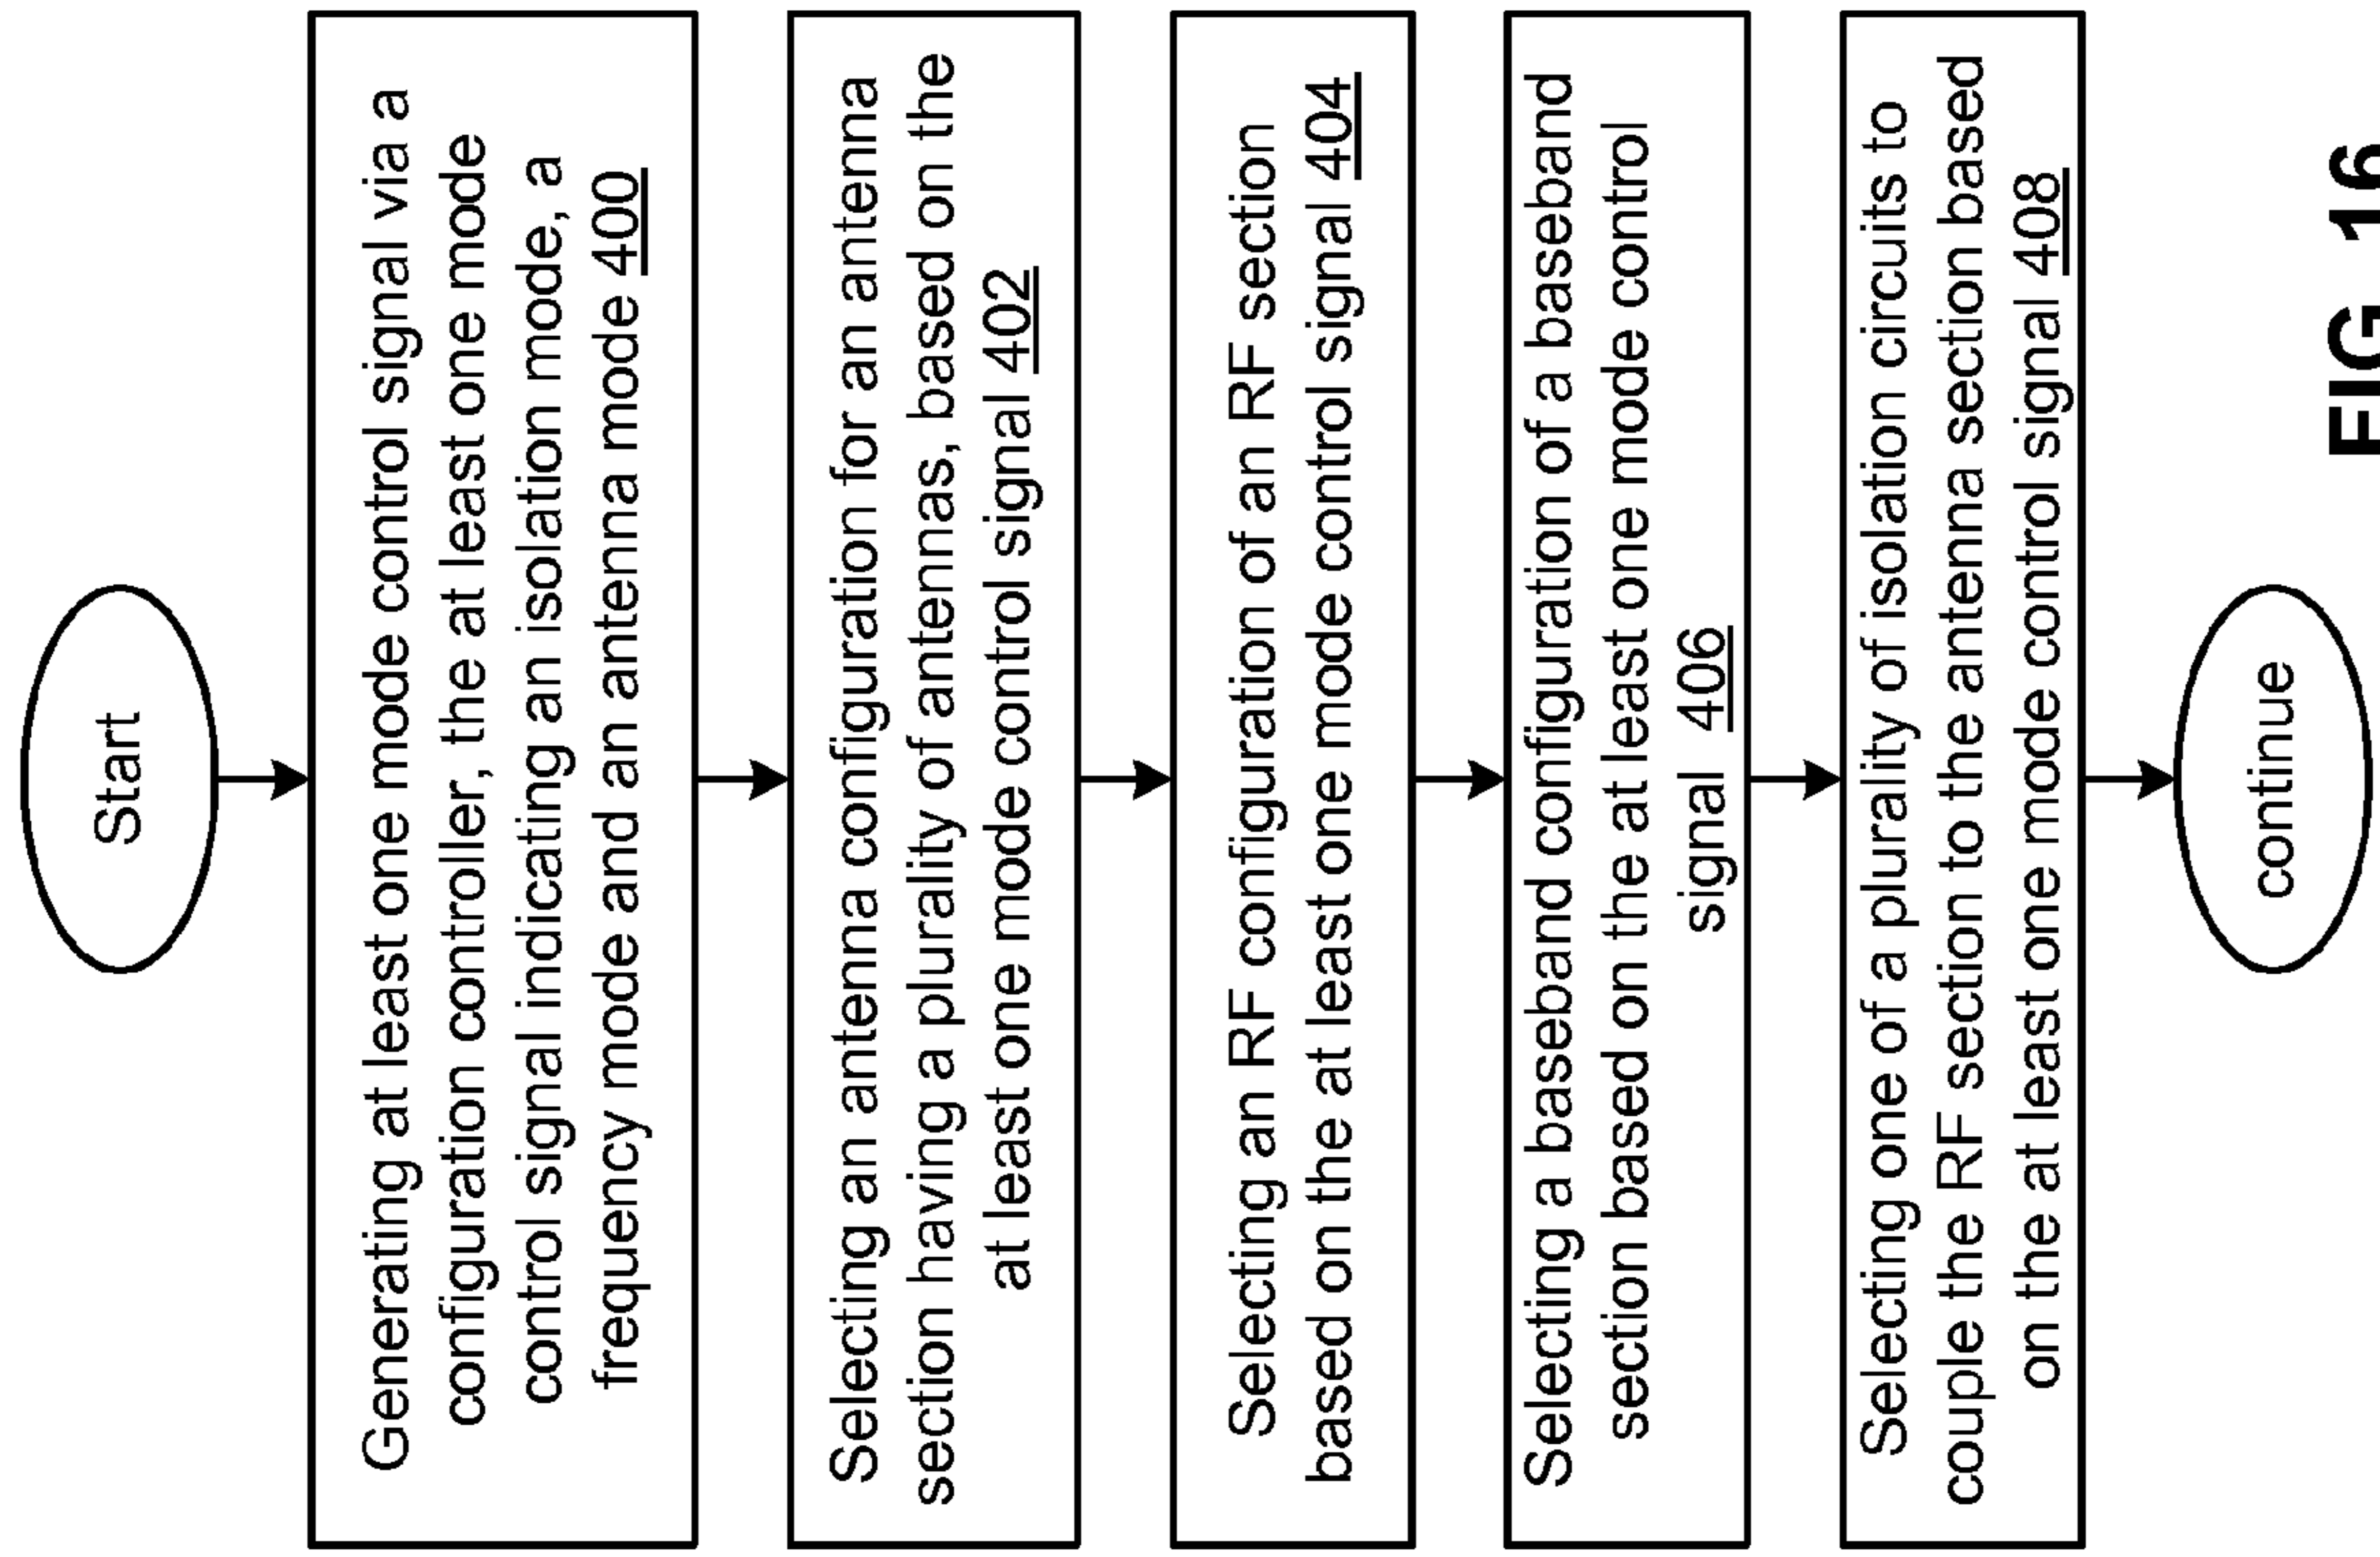 Start
Generating at least one mode control signal via a
configuration controller, the at least one mode
control signal indicating an isolation mode, a
frequency mode and an antenna mode 400
Selecting an antenna configuration for an antenna
section having a plurality of antennas, based on the
at least one mode control signal 402
Selecting an RF configuration of an RF section
based on the at least one mode control signal 404
Selecting a baseband configuration of a baseband
section based on the at least one mode control
signal 406
Selecting one of a plurality of isolation circuits to
couple the RF section to the antenna section based
on the at least one mode control signal 408
continue
FIG. 16